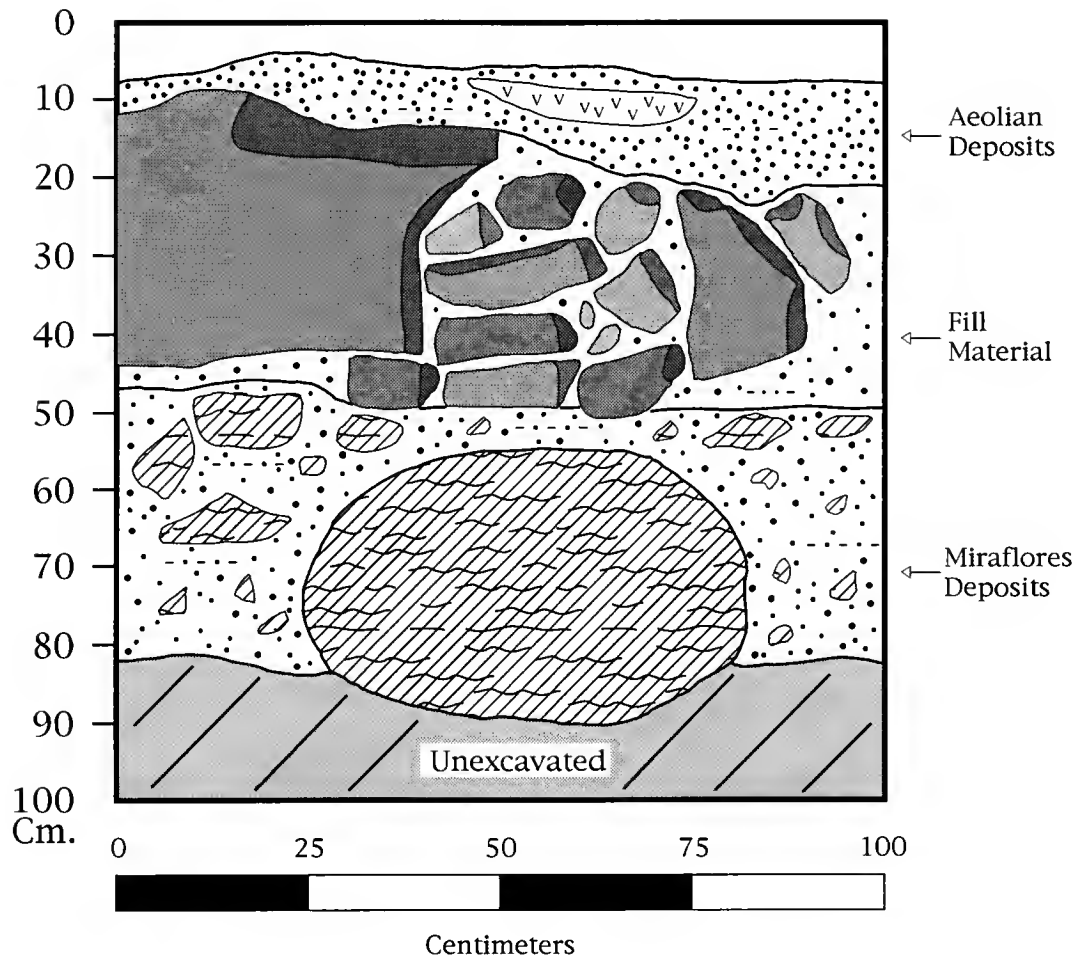 0
10
20
30
40
50
60
70
80
90
100
Cm.
Aeolian
Deposits
Fill
Material
Miraflores
Deposits
v v v v v v v v v v
Unexcavated
0 25 50 75 100
Centimeters